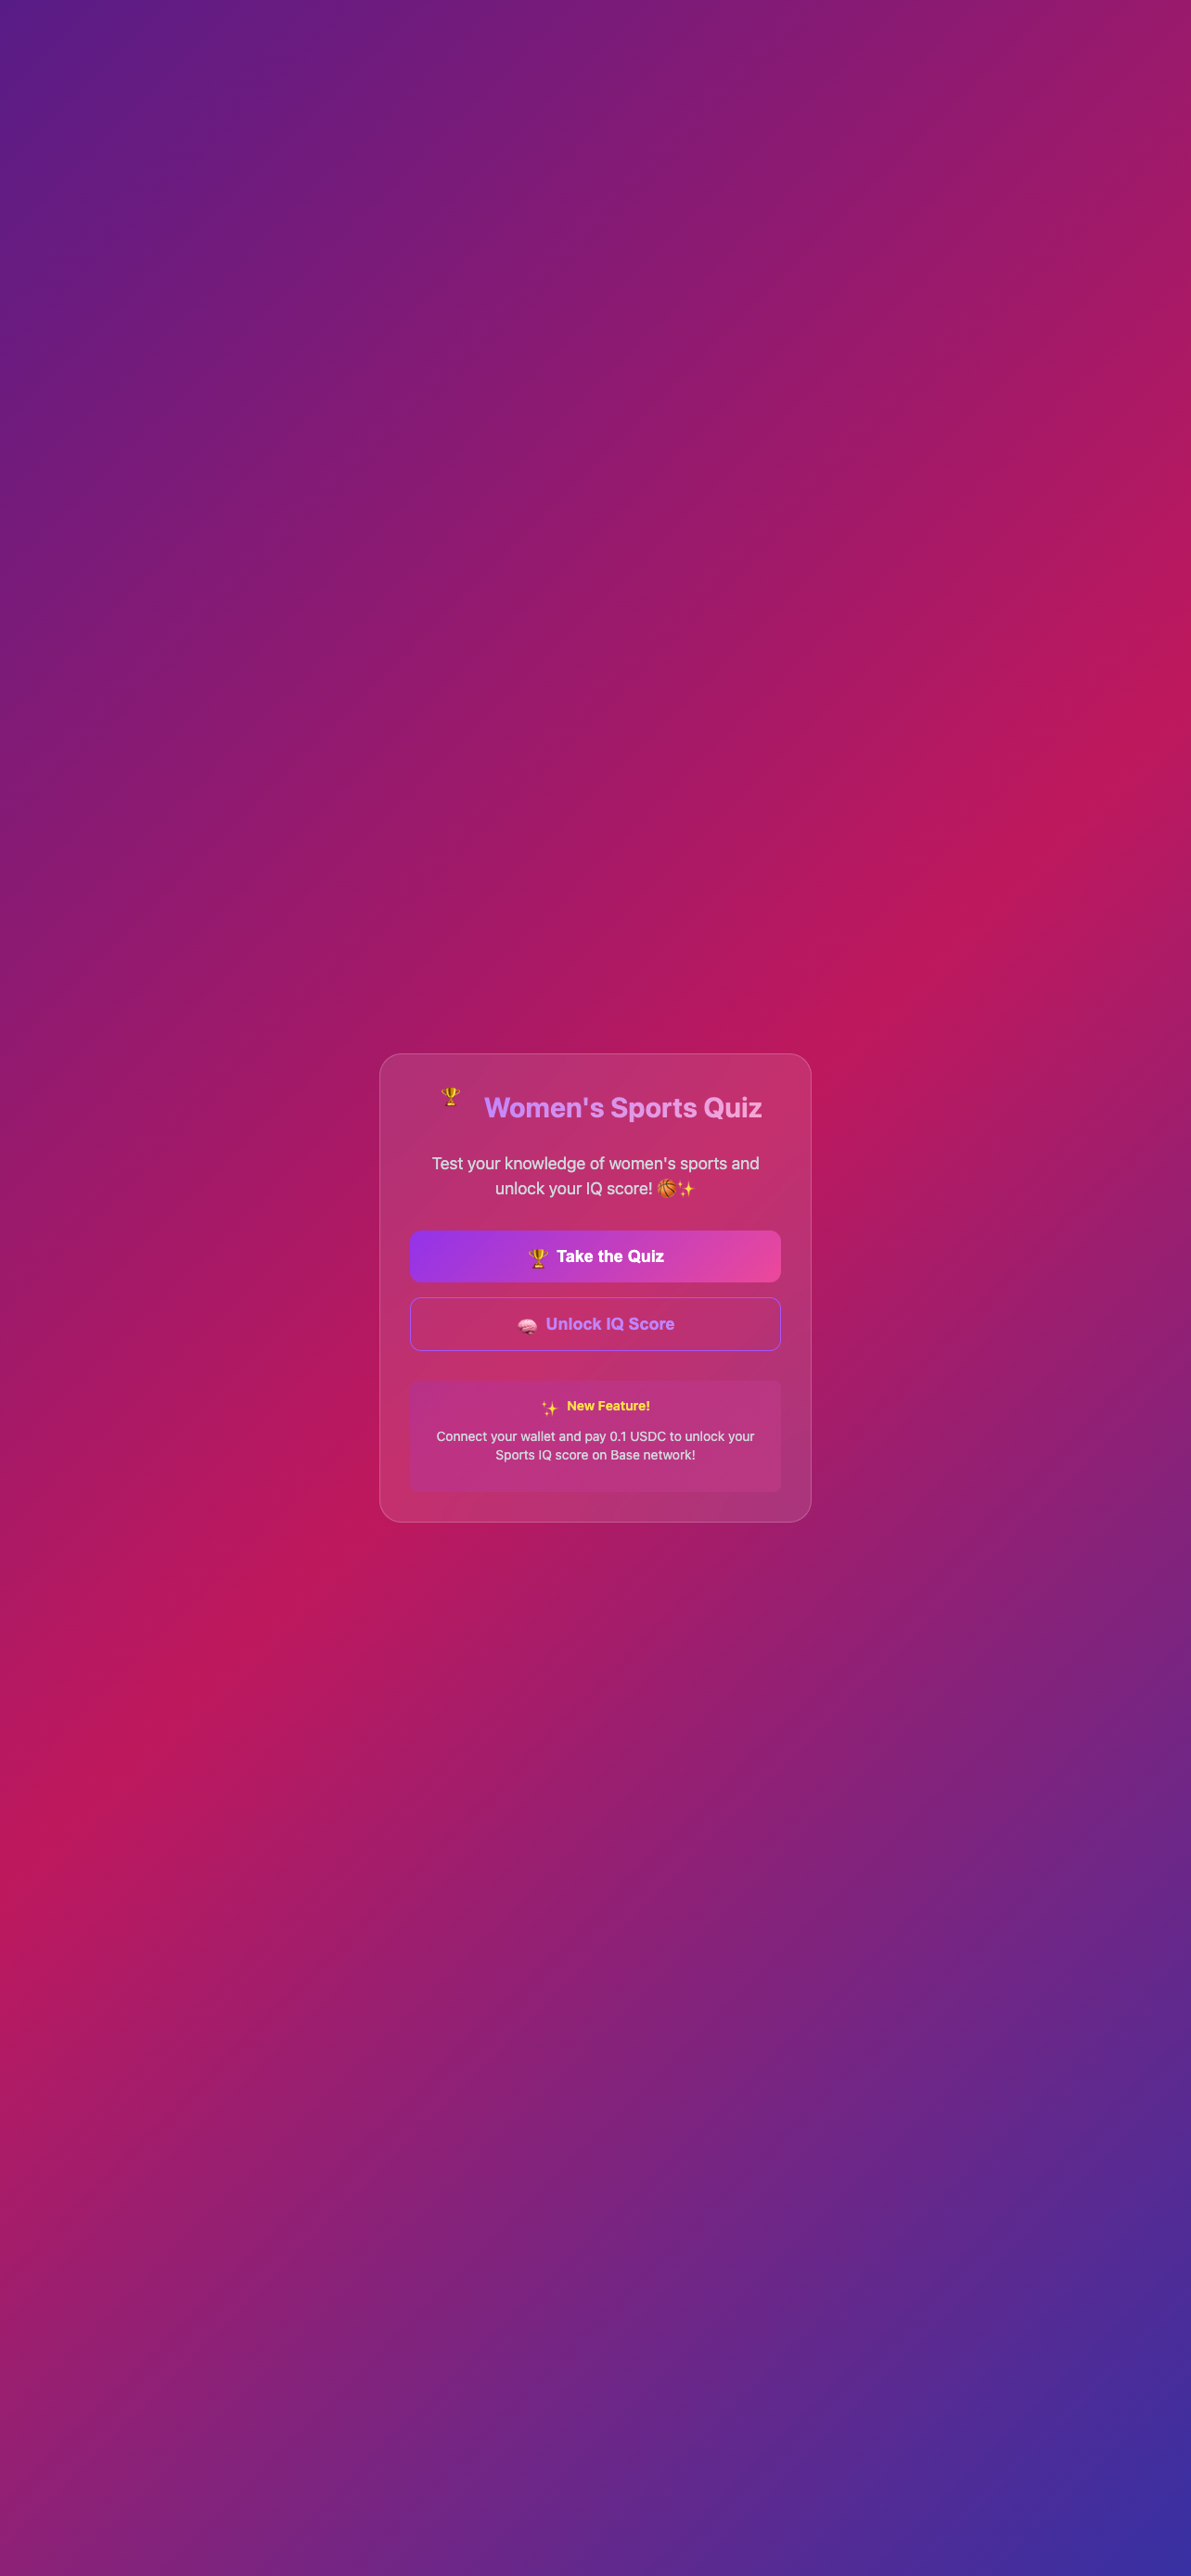 🏆 Women's Sports Quiz
Test your knowledge of women's sports and
unlock your IQ score! 🏀✨
🏆 Take the Quiz
🧠 Unlock IQ Score
✨ New Feature!
Connect your wallet and pay 0.1 USDC to unlock your
Sports IQ score on Base network!